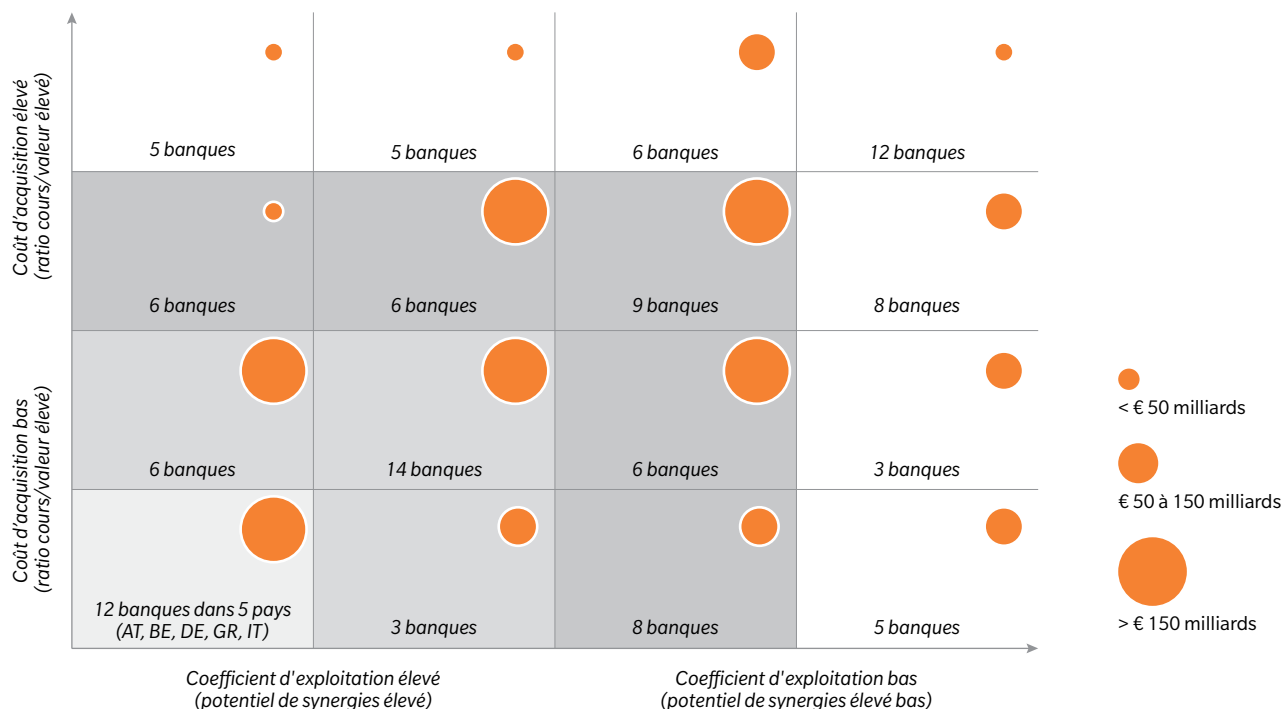 Coût d'acquisition élevé
(ratio cours/valeur élevé)
5 banques
5 banques
6 banques
12 banques
6 banques
6 banques
9 banques
8 banques
Coût d'acquisition bas
(ratio cours/valeur élevé)
6 banques
14 banques
6 banques
3 banques
12 banques dans 5 pays
(AT, BE, DE, GR, IT)
3 banques
8 banques
5 banques
Coefficient d'exploitation élevé
(potentiel de synergies élevé)
Coefficient d'exploitation bas
(potentiel de synergies élevé bas)
< € 50 milliards
€ 50 à 150 milliards
> € 150 milliards